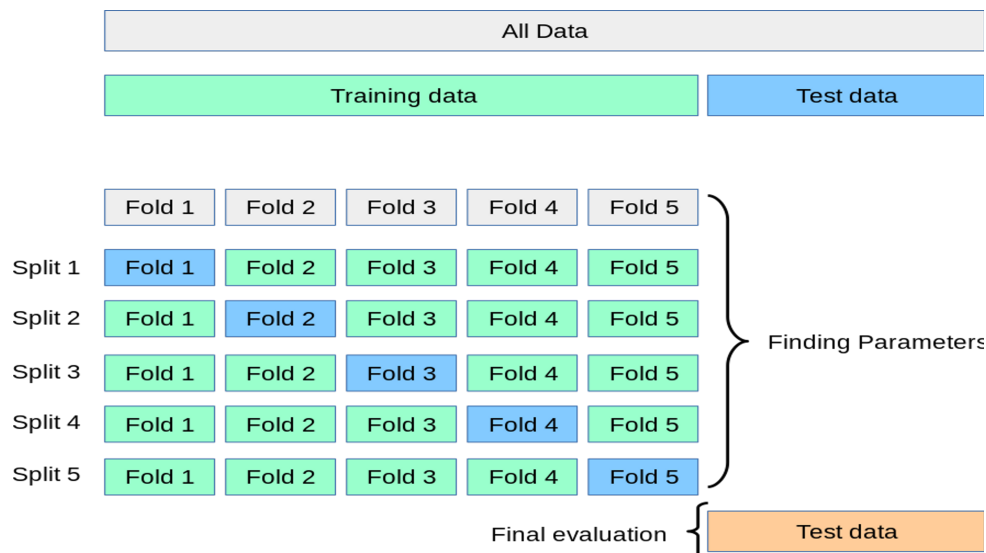 All Data
Training data Test data
Fold 1 Fold 2 Fold 3 Fold 4 Fold 5
Split 1 Fold 1 Fold 2 Fold 3 Fold 4 Fold 5
Split 2 Fold 1 Fold 2 Fold 3 Fold 4 Fold 5
Finding Parameters
Split 3 Fold 1 Fold 2 Fold 3 Fold 4 Fold 5
Split 4 Fold 1 Fold 2 Fold 3 Fold 4 Fold 5
Split 5 Fold 1 Fold 2 Fold 3 Fold 4 Fold 5
Final evaluation Test data